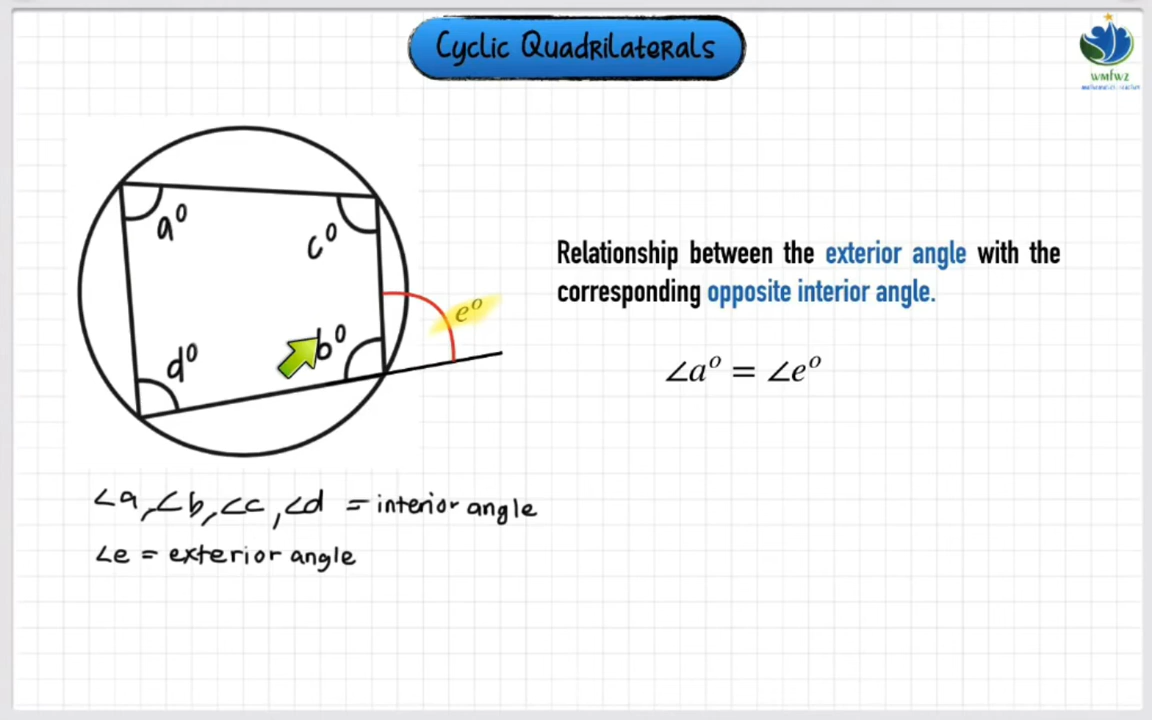 Cyclic Quadrilaterals
WMFWZ
a°
c°
e°
b°
d°
Relationship between the exterior angle with the
corresponding opposite interior angle.
∠a° = ∠e°
∠a, ∠b, ∠c, ∠d = interior angle
∠e = exterior angle